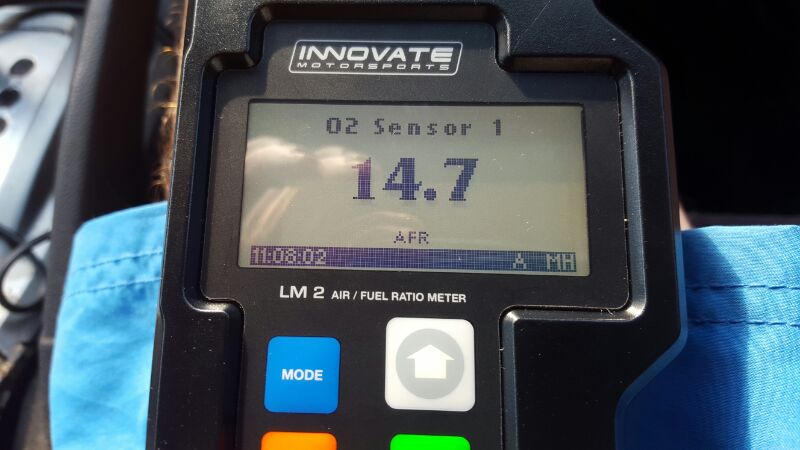 INNOVATE
MOTORSPORTS
O2 Sensor 1
14.7
AFR
11:08:02 A MH
LM 2 AIR / FUEL RATIO METER
MODE